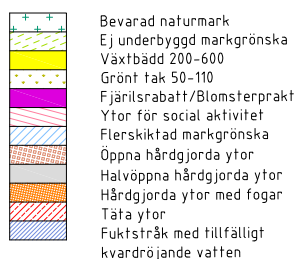 Bevarad naturmark
Ej underbyggd markgrönska
Växtbädd 200-600
Grönt tak 50-110
Fjärilsrabatt/Blomsterprakt
Ytor för social aktivitet
Flerskiktad markgrönska
Öppna hårdgjorda ytor
Halvöppna hårdgjorda ytor
Hårdgjorda ytor med fogar
Täta ytor
Fuktstråk med tillfälligt
kvardröjande vatten